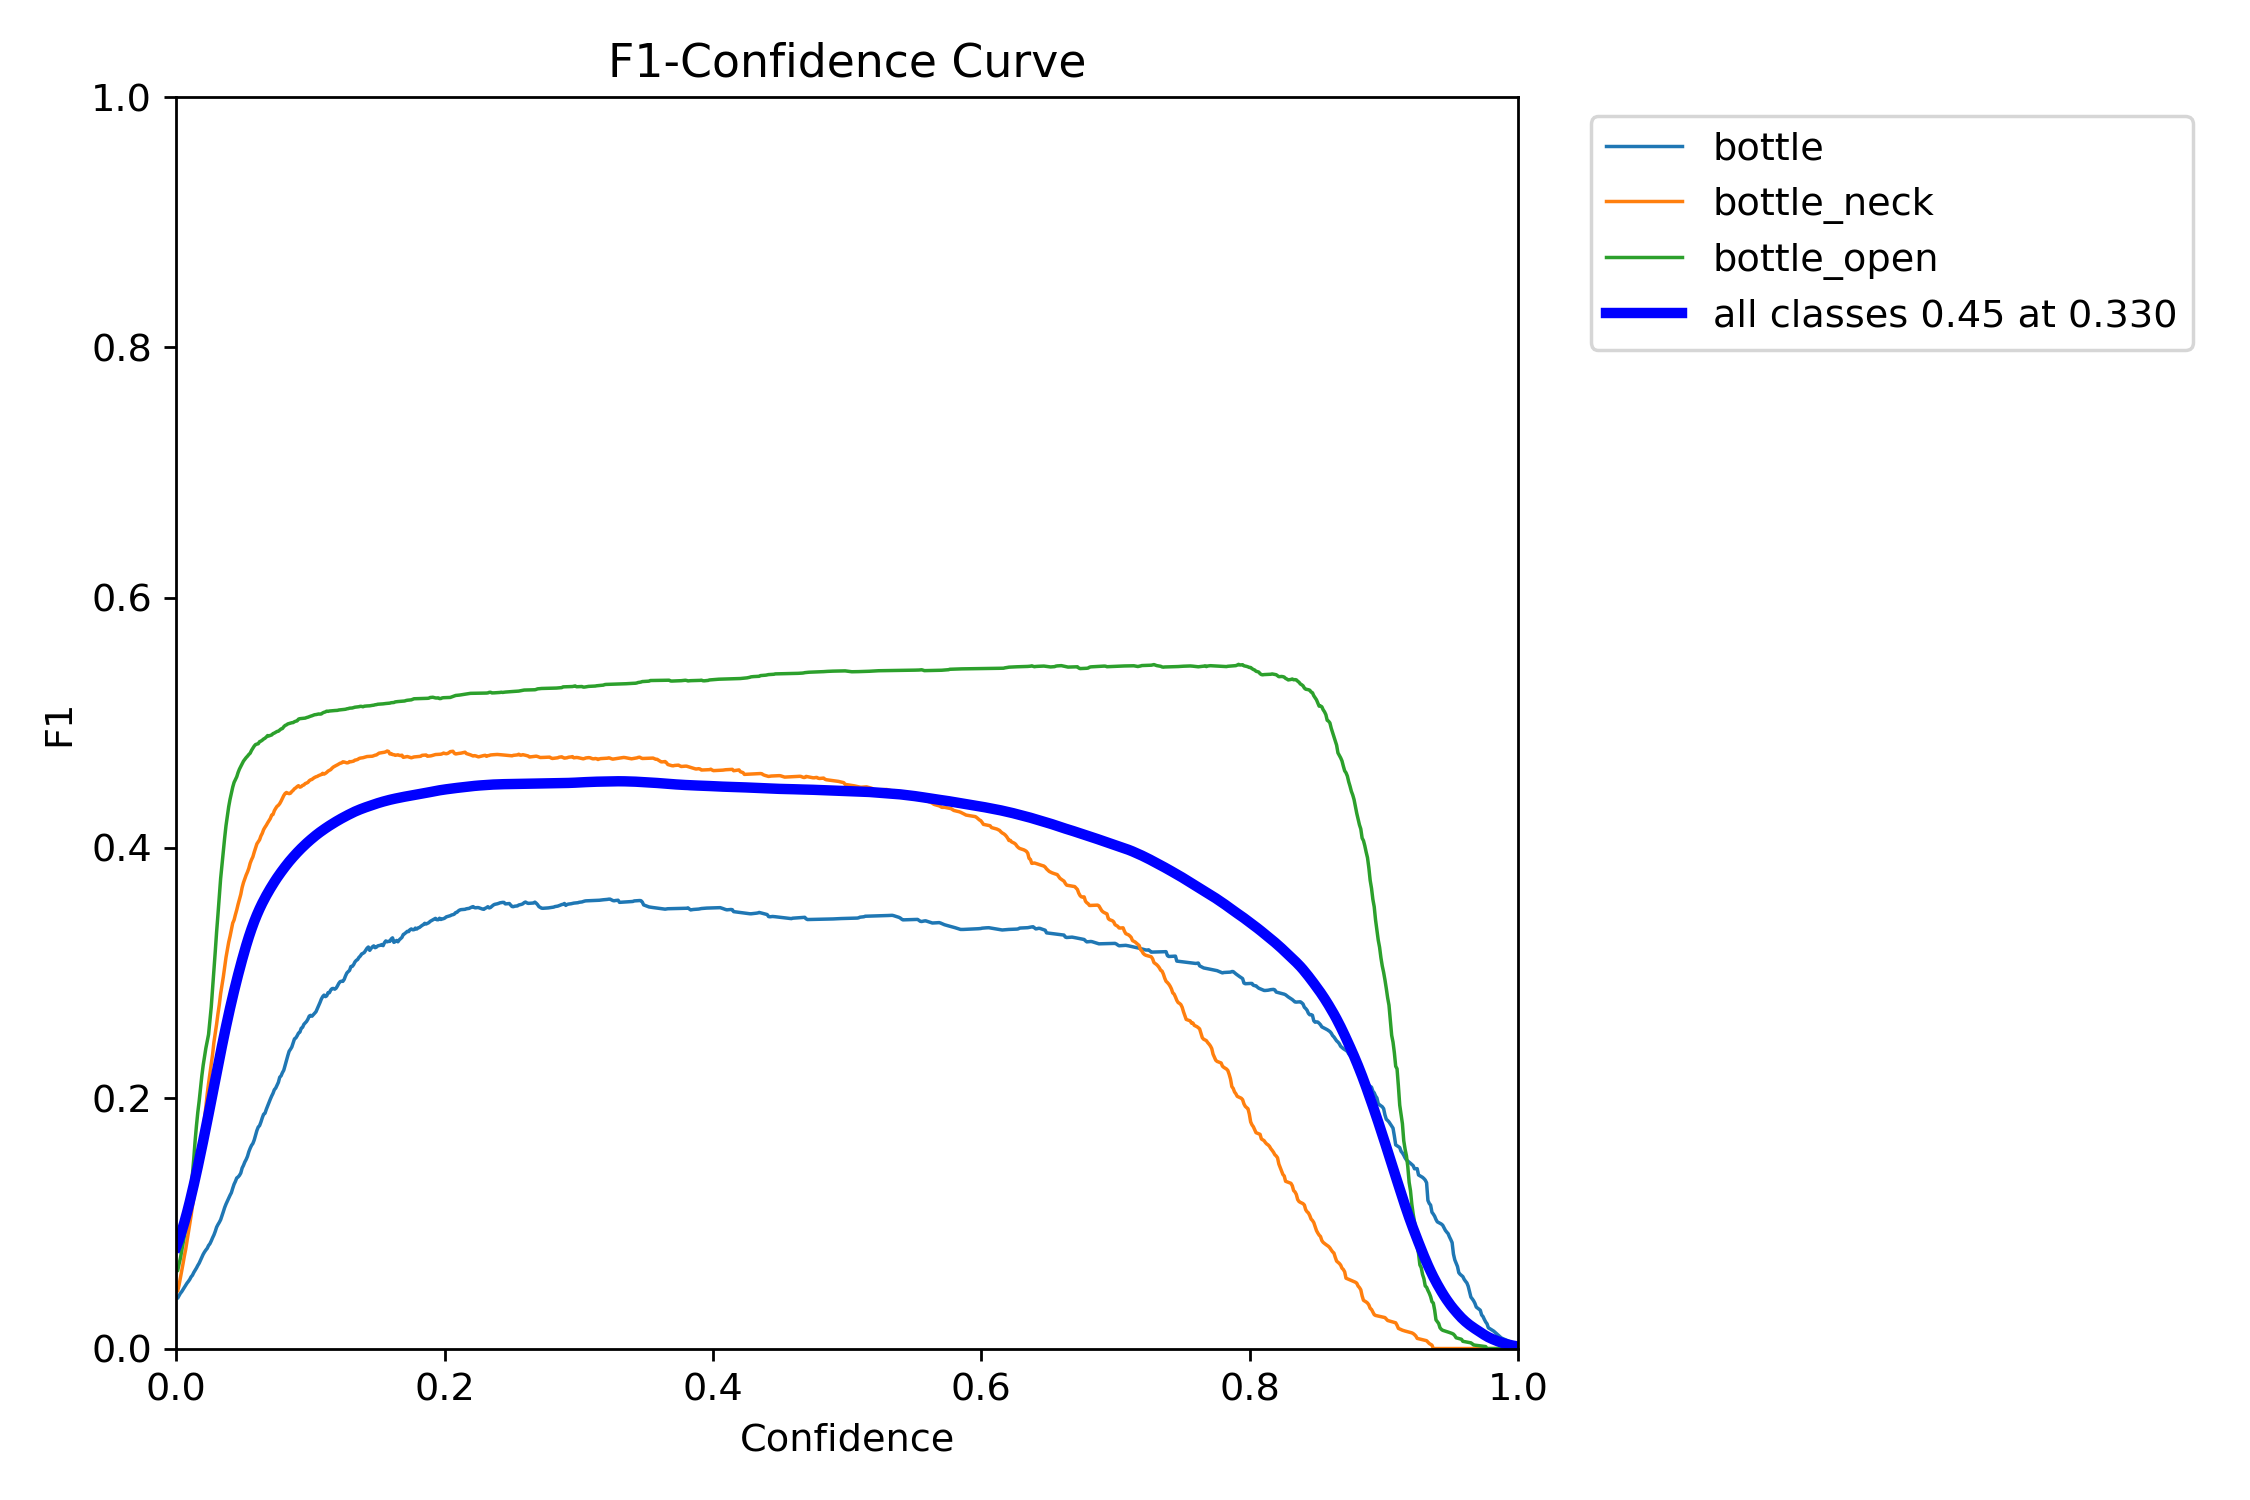 F1-Confidence Curve
1.0
0.8
0.6
0.4
0.2
0.0
F1
0.0 0.2 0.4 0.6 0.8 1.0
Confidence
bottle
bottle_neck
bottle_open
all classes 0.45 at 0.330